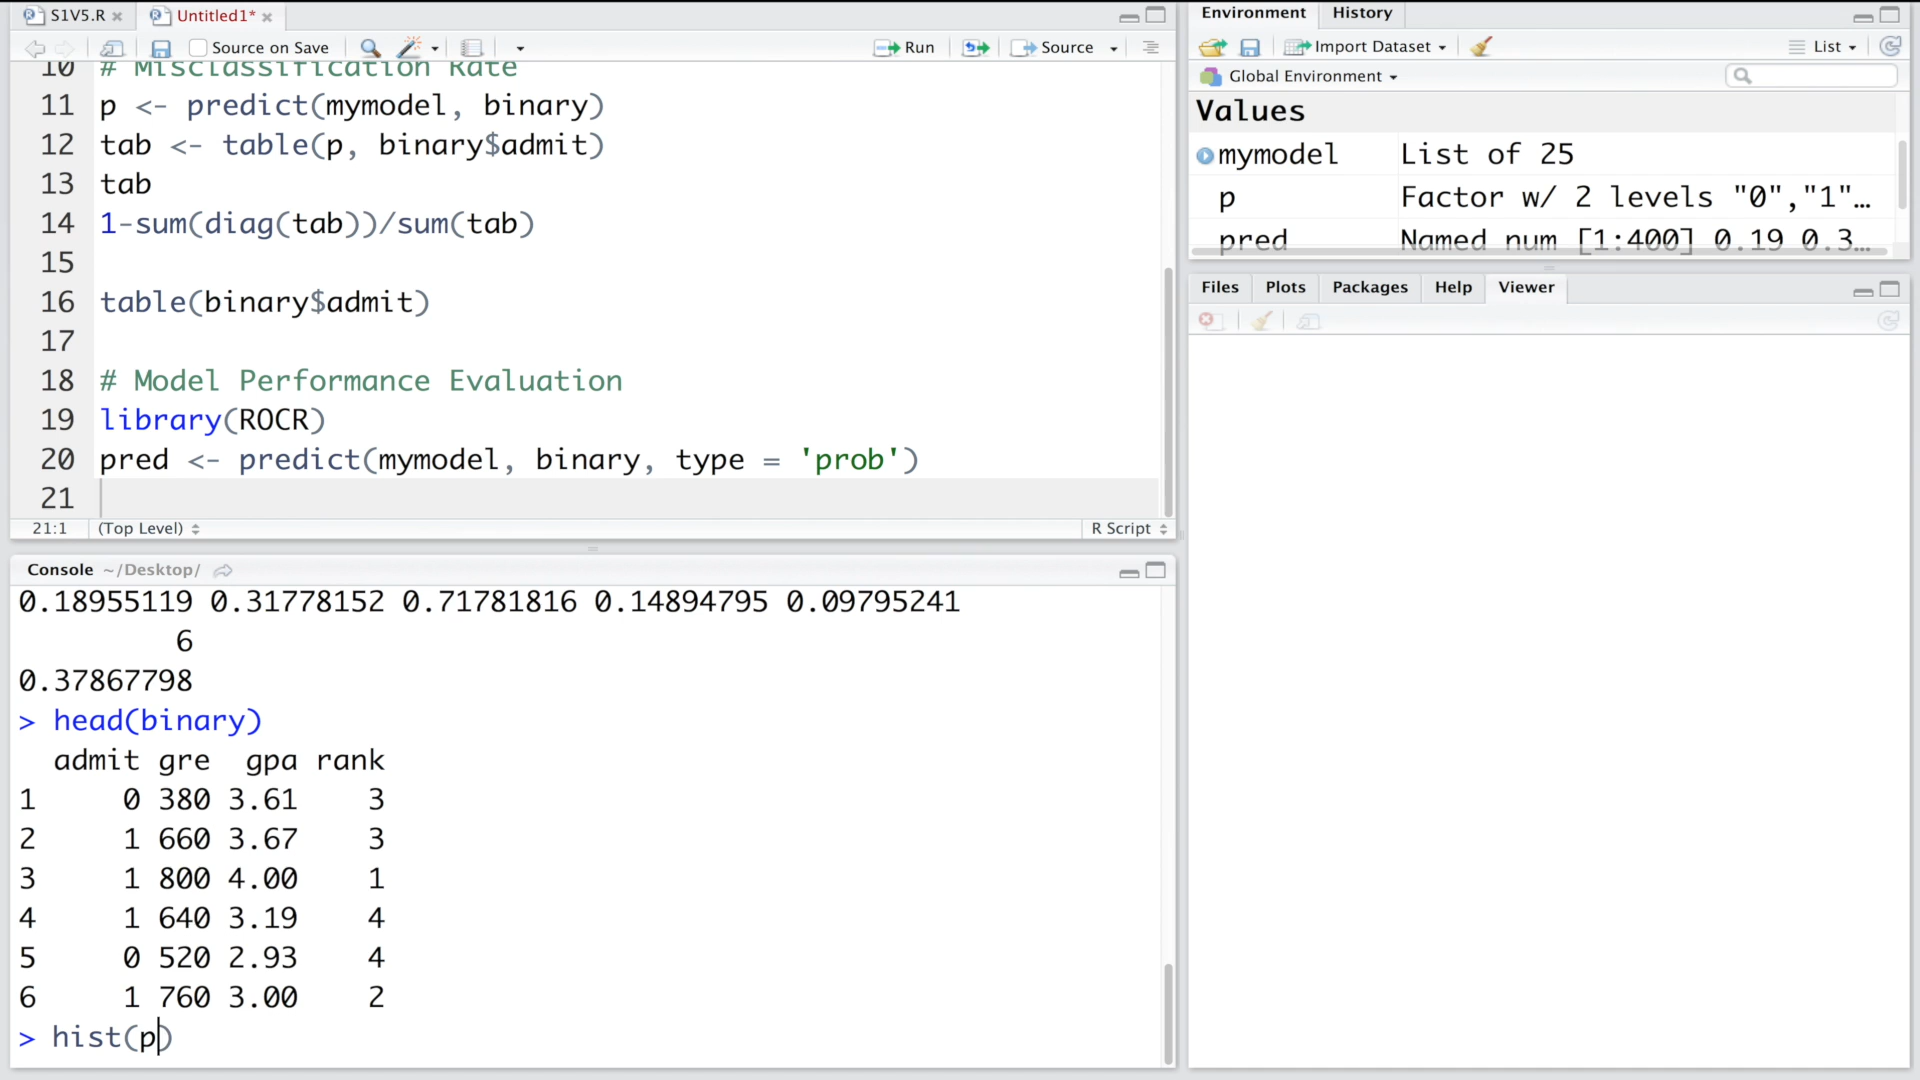 S1V5.R
Untitled1*
Source on Save
Run
Source
10 # Misclassification Rate
11 p <- predict(mymodel, binary)
12 tab <- table(p, binary$admit)
13 tab
14 1-sum(diag(tab))/sum(tab)
15
16 table(binary$admit)
17
18 # Model Performance Evaluation
19 library(ROCR)
20 pred <- predict(mymodel, binary, type = 'prob')
21
21:1 (Top Level) R Script
Console ~/Desktop/
0.18955119 0.31778152 0.71781816 0.14894795 0.09795241
6
0.37867798
> head(binary)
admit gre gpa rank
1 0 380 3.61 3
2 1 660 3.67 3
3 1 800 4.00 1
4 1 640 3.19 4
5 0 520 2.93 4
6 1 760 3.00 2
> hist(p)
Environment History
Import Dataset List
Global Environment
Values
mymodel List of 25
p Factor w/ 2 levels "0","1"…
pred Named num [1:400] 0.19 0.3…
Files Plots Packages Help Viewer